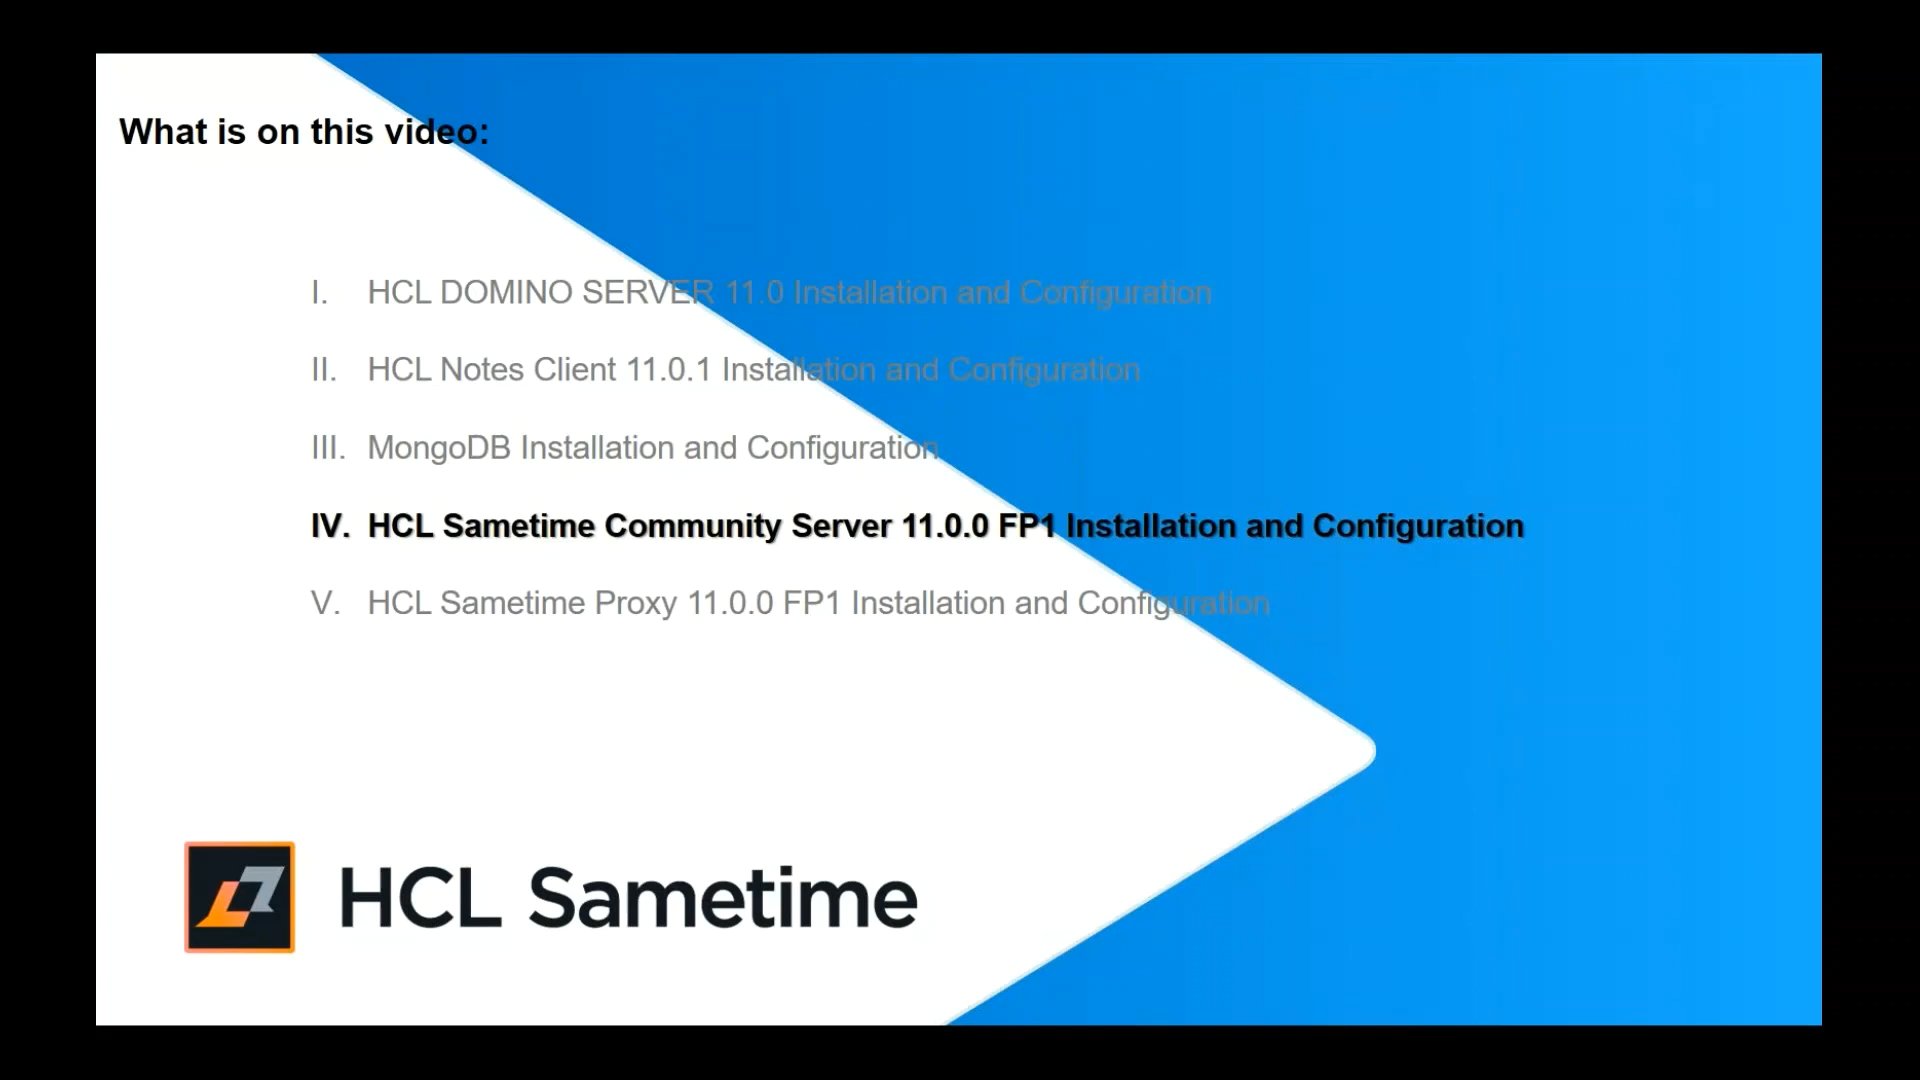 What is on this video:
I. HCL DOMINO SERVER 11.0 Installation and Configuration
II. HCL Notes Client 11.0.1 Installation and Configuration
III. MongoDB Installation and Configuration
IV. HCL Sametime Community Server 11.0.0 FP1 Installation and Configuration
V. HCL Sametime Proxy 11.0.0 FP1 Installation and Configuration
HCL Sametime